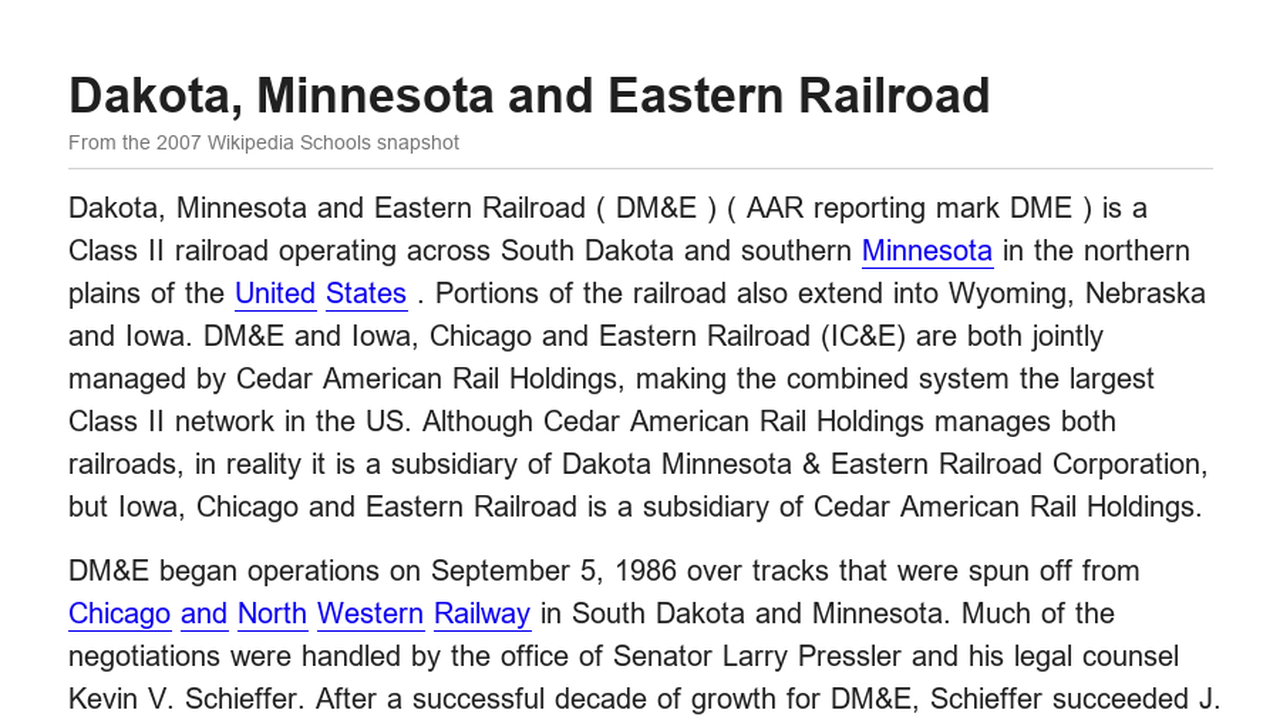 Dakota, Minnesota and Eastern Railroad
From the 2007 Wikipedia Schools snapshot
Dakota, Minnesota and Eastern Railroad ( DM&E ) ( AAR reporting mark DME ) is a
Class II railroad operating across South Dakota and southern Minnesota in the northern
plains of the United States . Portions of the railroad also extend into Wyoming, Nebraska
and Iowa. DM&E and Iowa, Chicago and Eastern Railroad (IC&E) are both jointly
managed by Cedar American Rail Holdings, making the combined system the largest
Class II network in the US. Although Cedar American Rail Holdings manages both
railroads, in reality it is a subsidiary of Dakota Minnesota & Eastern Railroad Corporation,
but Iowa, Chicago and Eastern Railroad is a subsidiary of Cedar American Rail Holdings.
DM&E began operations on September 5, 1986 over tracks that were spun off from
Chicago and North Western Railway in South Dakota and Minnesota. Much of the
negotiations were handled by the office of Senator Larry Pressler and his legal counsel
Kevin V. Schieffer. After a successful decade of growth for DM&E, Schieffer succeeded J.